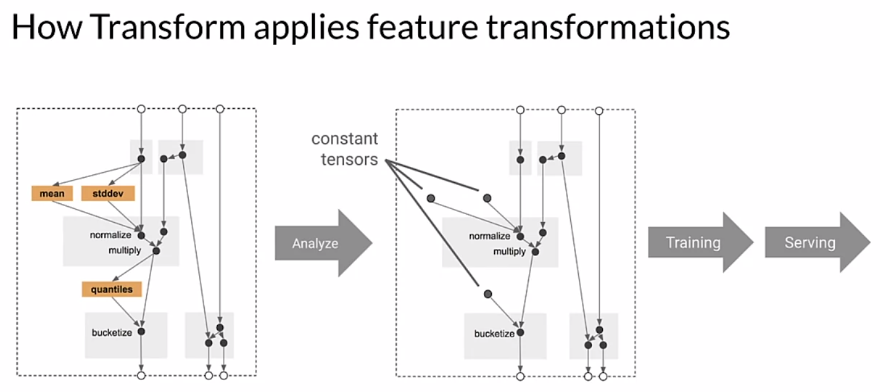 How Transform applies feature transformations
mean
stddev
normalize
multiply
quantiles
bucketize
Analyze
constant
tensors
normalize
multiply
bucketize
Training
Serving